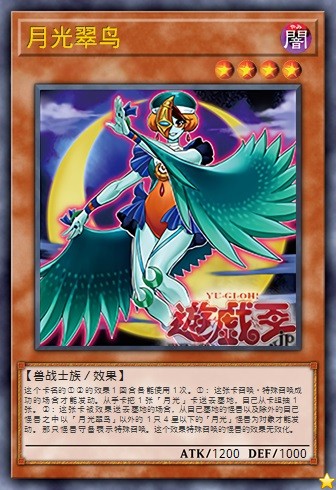 月光翠鸟
闇
YU-GI-OH!
遊戯王
.JP
【兽战士族／效果】
这个卡名的①②的效果1回合各能使用1次。①：这张卡召唤·特殊召唤成
功的场合才能发动。从手卡把1张「月光」卡送去墓地，自己从卡组抽1
张。②：这张卡被效果送去墓地的场合，从自己墓地的怪兽以及除外的自己
怪兽之中以「月光翠鸟」以外的1只4星以下的「月光」怪兽为对象才能发
动。那只怪兽守备表示特殊召唤。这个效果特殊召唤的怪兽的效果无效化。
ATK/1200 DEF/1000